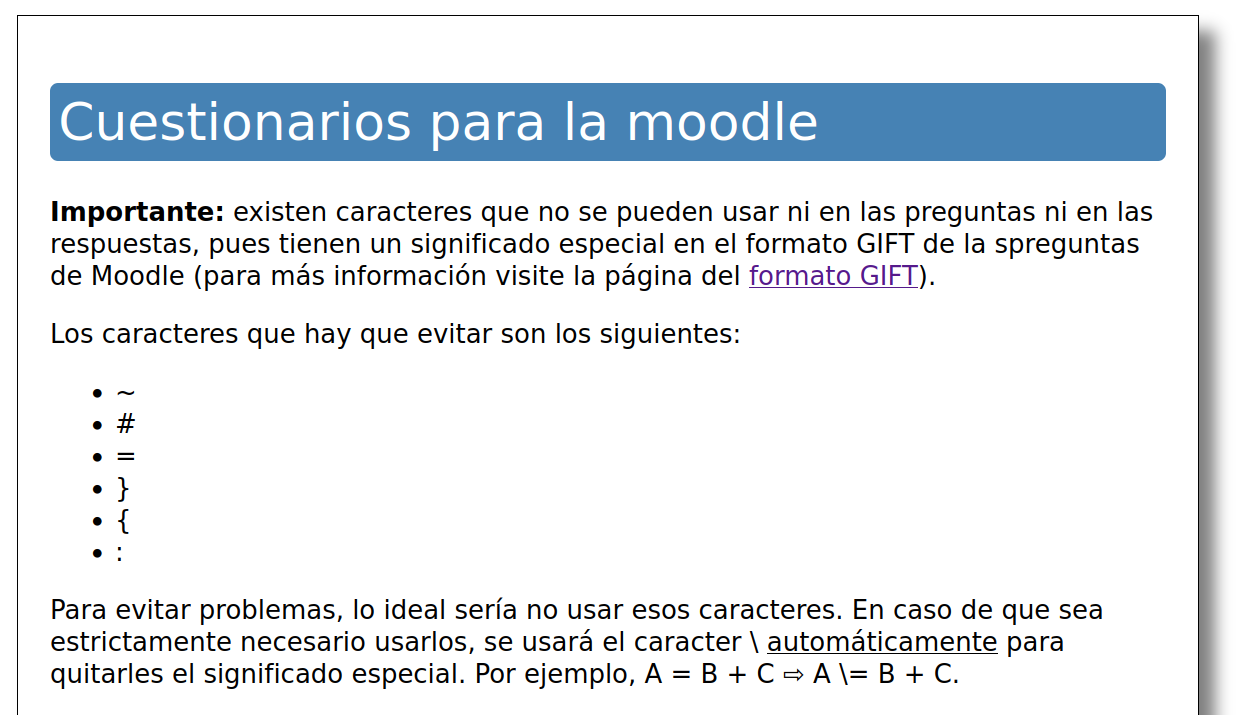 Cuestionarios para la moodle
Importante: existen caracteres que no se pueden usar ni en las preguntas ni en las
respuestas, pues tienen un significado especial en el formato GIFT de la spreguntas
de Moodle (para más información visite la página del formato GIFT).
Los caracteres que hay que evitar son los siguientes:
• ~
• #
• =
• }
• {
• :
Para evitar problemas, lo ideal sería no usar esos caracteres. En caso de que sea
estrictamente necesario usarlos, se usará el caracter \ automáticamente para
quitarles el significado especial. Por ejemplo, A = B + C ⇨ A \= B + C.